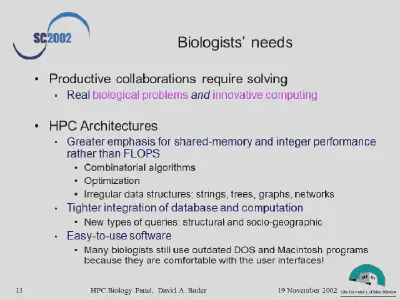 SC2002
Biologists' needs
• Productive collaborations require solving
• Real biological problems and innovative computing
• HPC Architectures
• Greater emphasis for shared-memory and integer performance
rather than FLOPS
• Combinatorial algorithms
• Optimization
• Irregular data structures: strings, trees, graphs, networks
• Tighter integration of database and computation
• New types of queries: structural and socio-geographic
• Easy-to-use software
• Many biologists still use outdated DOS and Macintosh programs
because they are comfortable with the user interfaces!
13
HPC Biology Panel, David A. Bader
19 November 2002
The University of New Mexico